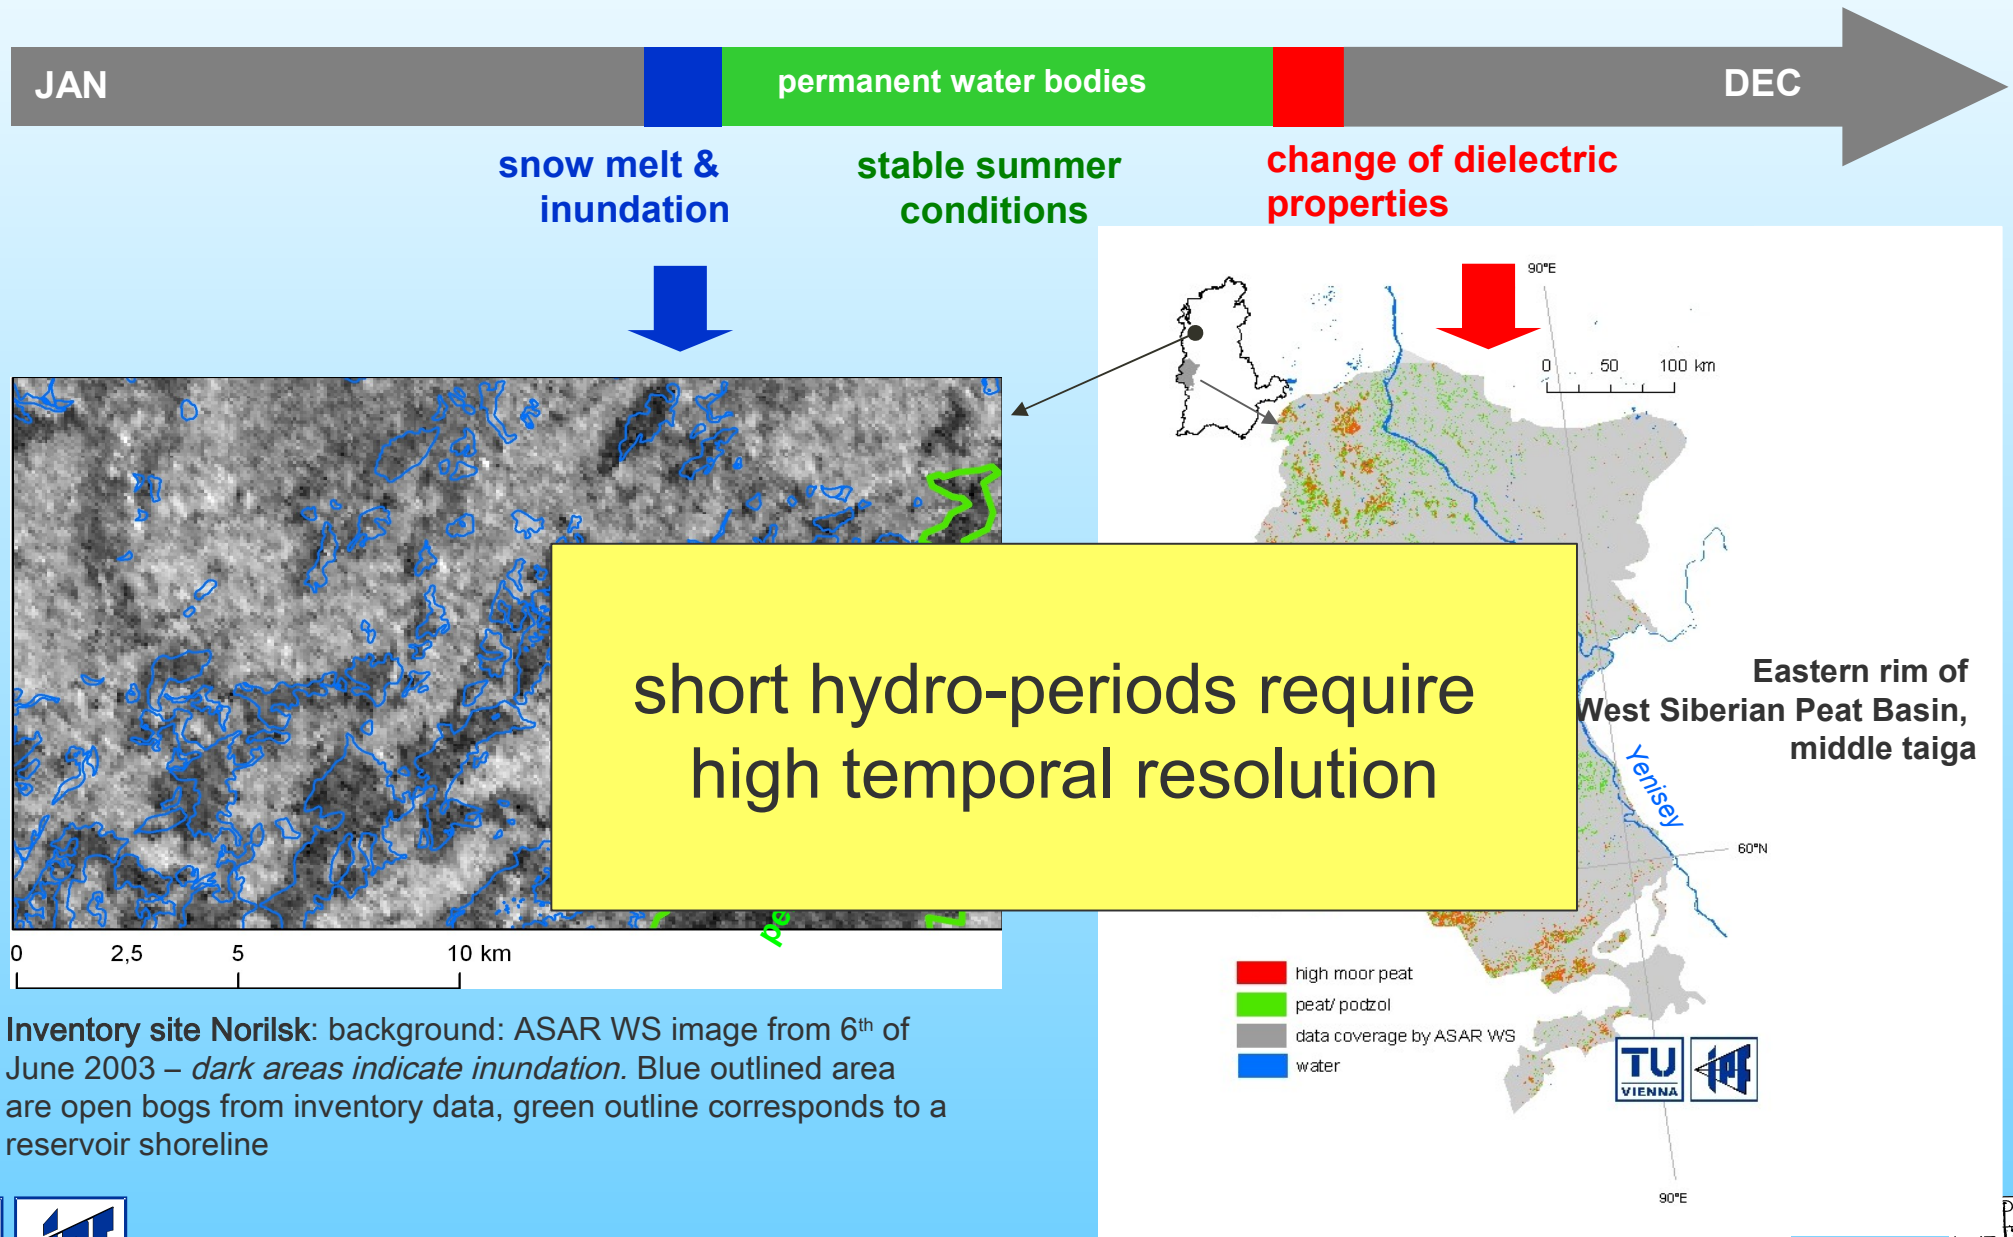 JAN
permanent water bodies
DEC
snow melt &
inundation
stable summer
conditions
change of dielectric
properties
90°E
0 50 100 km
short hydro-periods require
high temporal resolution
Eastern rim of
West Siberian Peat Basin,
middle taiga
Yenisey
60°N
pe
0 2,5 5 10 km
high moor peat
peat/ podzol
data coverage by ASAR WS
water
TU
VIENNA
90°E
Inventory site Norilsk: background: ASAR WS image from 6th of
June 2003 – dark areas indicate inundation. Blue outlined area
are open bogs from inventory data, green outline corresponds to a
reservoir shoreline